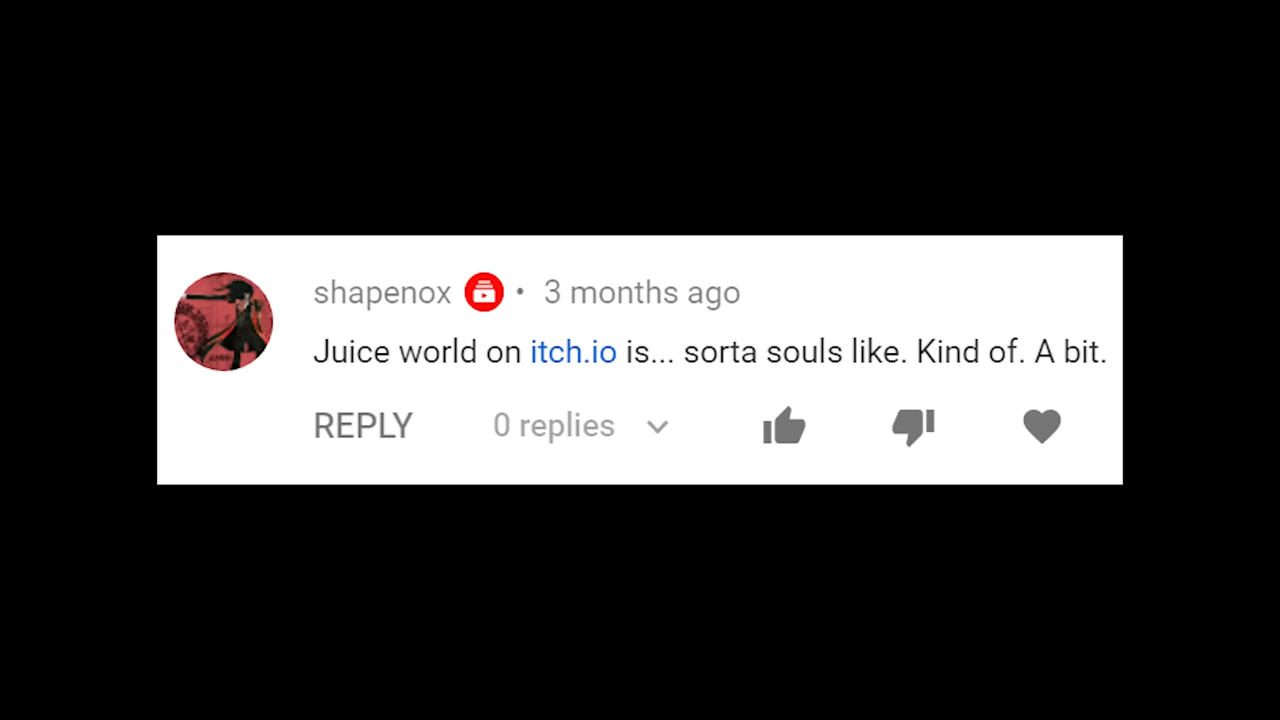 shapenox • 3 months ago
Juice world on itch.io is... sorta souls like. Kind of. A bit.
REPLY 0 replies